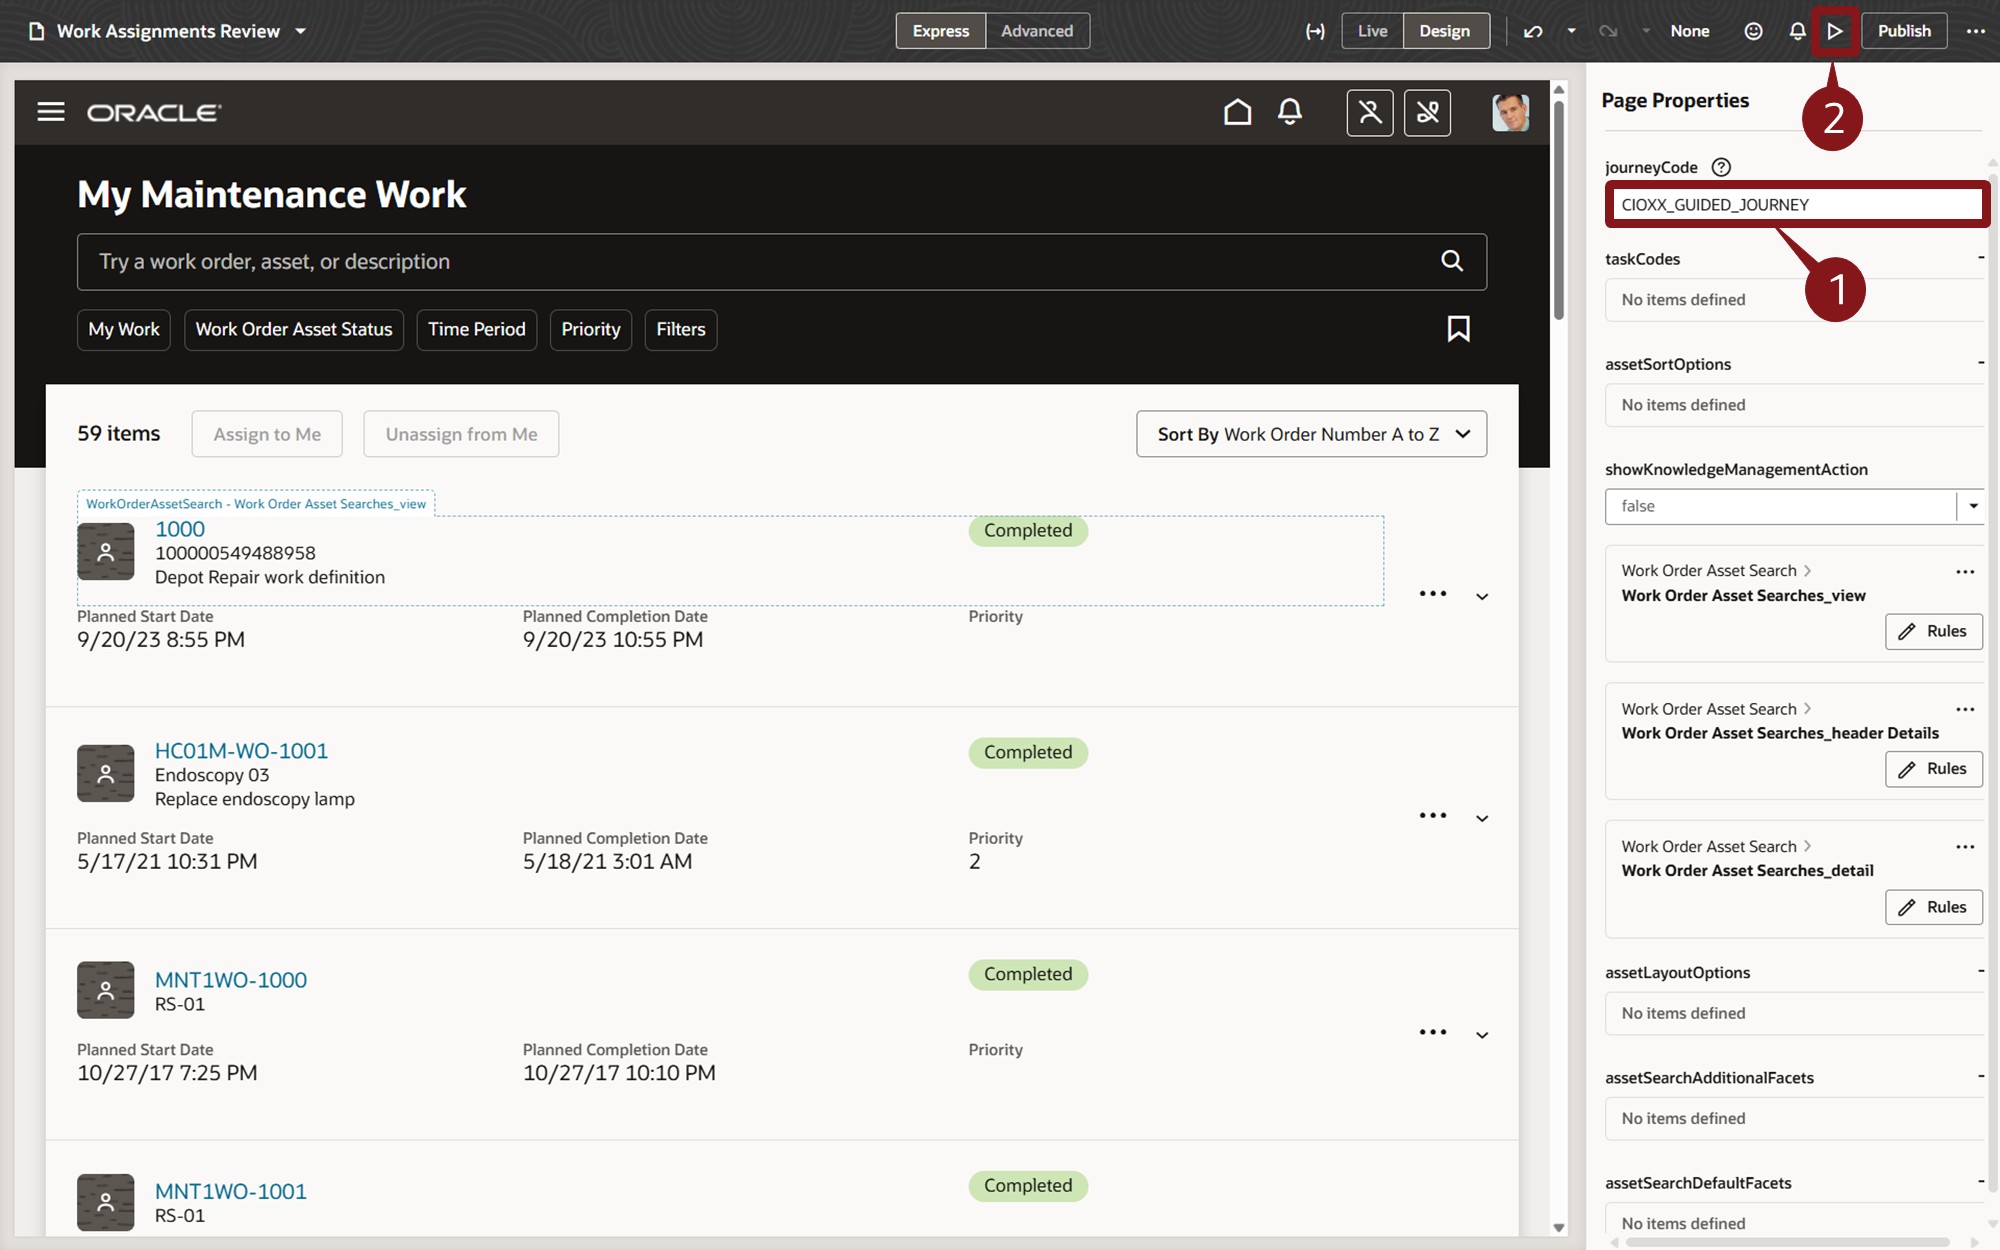 Work Assignments Review
Express
Advanced
Live
Design
None
Publish
ORACLE
My Maintenance Work
Try a work order, asset, or description
My Work
Work Order Asset Status
Time Period
Priority
Filters
59 items
Assign to Me
Unassign from Me
Sort By Work Order Number A to Z
WorkOrderAssetSearch - Work Order Asset Searches_view
1000
100000549488958
Depot Repair work definition
Completed
Planned Start Date
9/20/23 8:55 PM
Planned Completion Date
9/20/23 10:55 PM
Priority
HC01M-WO-1001
Endoscopy 03
Replace endoscopy lamp
Completed
Planned Start Date
5/17/21 10:31 PM
Planned Completion Date
5/18/21 3:01 AM
Priority
2
MNT1WO-1000
RS-01
Completed
Planned Start Date
10/27/17 7:25 PM
Planned Completion Date
10/27/17 10:10 PM
Priority
MNT1WO-1001
RS-01
Completed
Page Properties
2
journeyCode
CIOXX_GUIDED_JOURNEY
1
taskCodes
No items defined
assetSortOptions
No items defined
showKnowledgeManagementAction
false
Work Order Asset Search
Work Order Asset Searches_view
Rules
Work Order Asset Search
Work Order Asset Searches_header Details
Rules
Work Order Asset Search
Work Order Asset Searches_detail
Rules
assetLayoutOptions
No items defined
assetSearchAdditionalFacets
No items defined
assetSearchDefaultFacets
No items defined